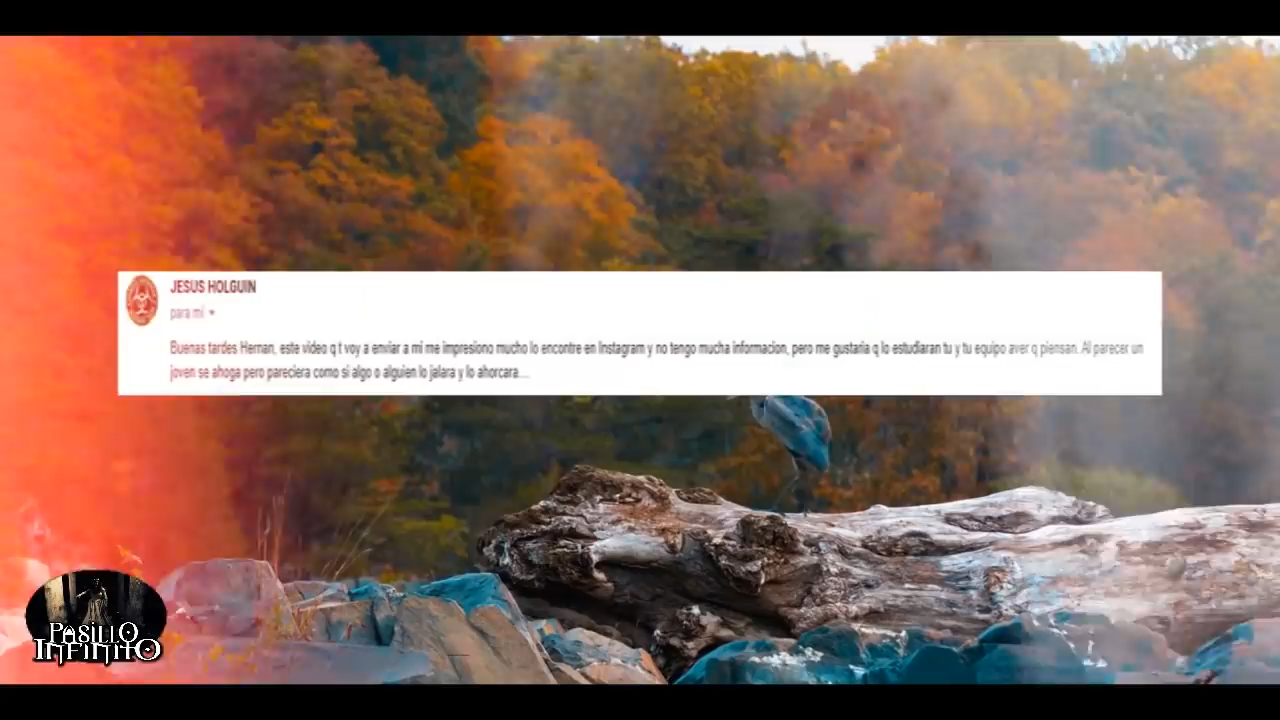 JESUS HOLGUIN
para mí
Buenas tardes Hernan, este video q t voy a enviar a mi me impresiono mucho lo encontre en Instagram y no tengo mucha informacion, pero me gustaria q lo estudiaran tu y tu equipo aver q piensan. Al parecer un
joven se ahoga pero pareciera como si algo o alguien lo jalara y lo ahorcara...
PASILLO
INFINITO